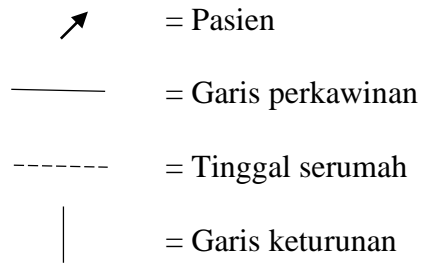 = Pasien
= Garis perkawinan
= Tinggal serumah
= Garis keturunan